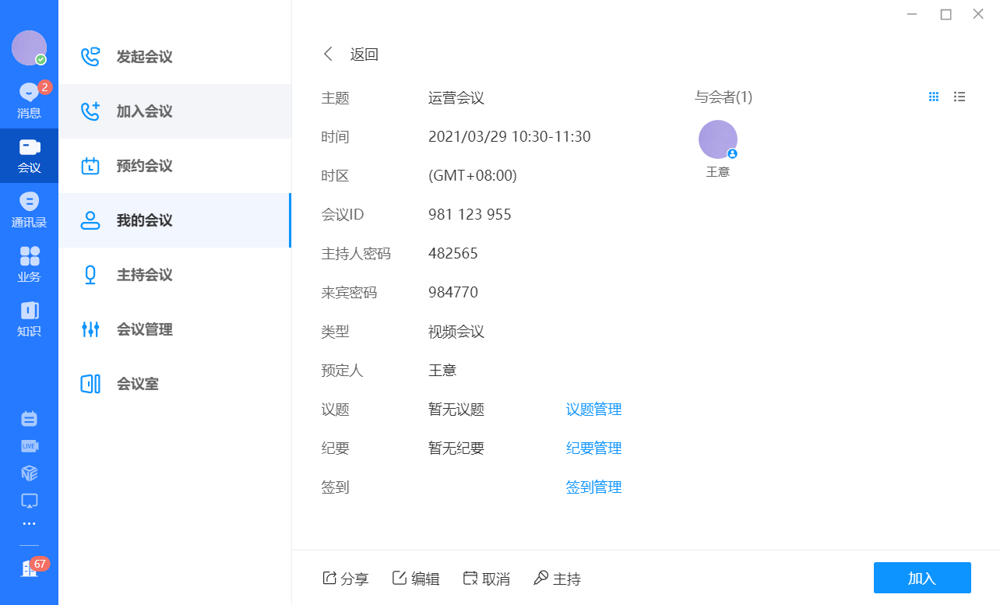 2
消息
会议
通讯录
业务
知识
LIVE
67
发起会议
加入会议
预约会议
我的会议
主持会议
会议管理
会议室
返回
主题 运营会议
时间 2021/03/29 10:30-11:30
时区 (GMT+08:00)
会议ID 981 123 955
主持人密码 482565
来宾密码 984770
类型 视频会议
预定人 王意
议题 暂无议题 议题管理
纪要 暂无纪要 纪要管理
签到 签到管理
与会者(1)
王意
分享 编辑 取消 主持 加入